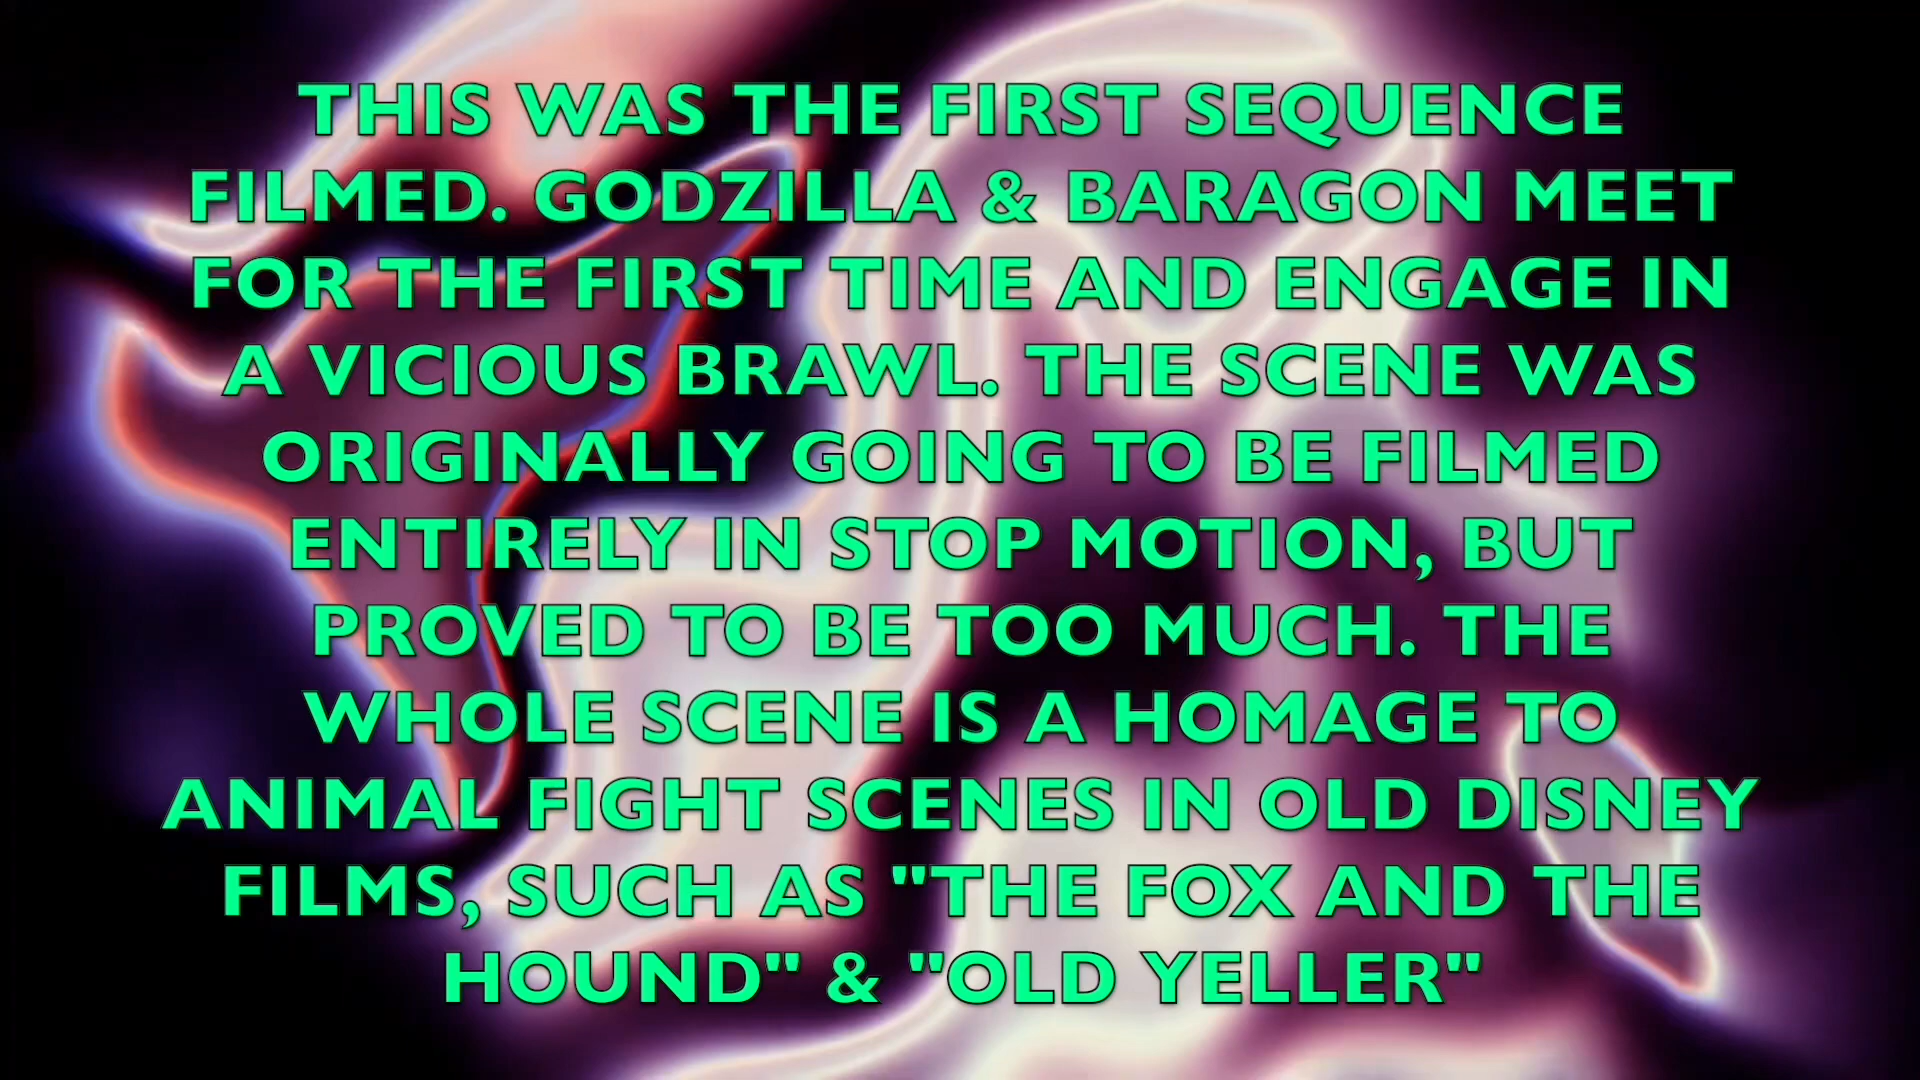 THIS WAS THE FIRST SEQUENCE
FILMED. GODZILLA & BARAGON MEET
FOR THE FIRST TIME AND ENGAGE IN
A VICIOUS BRAWL. THE SCENE WAS
ORIGINALLY GOING TO BE FILMED
ENTIRELY IN STOP MOTION, BUT
PROVED TO BE TOO MUCH. THE
WHOLE SCENE IS A HOMAGE TO
ANIMAL FIGHT SCENES IN OLD DISNEY
FILMS, SUCH AS "THE FOX AND THE
HOUND" & "OLD YELLER"